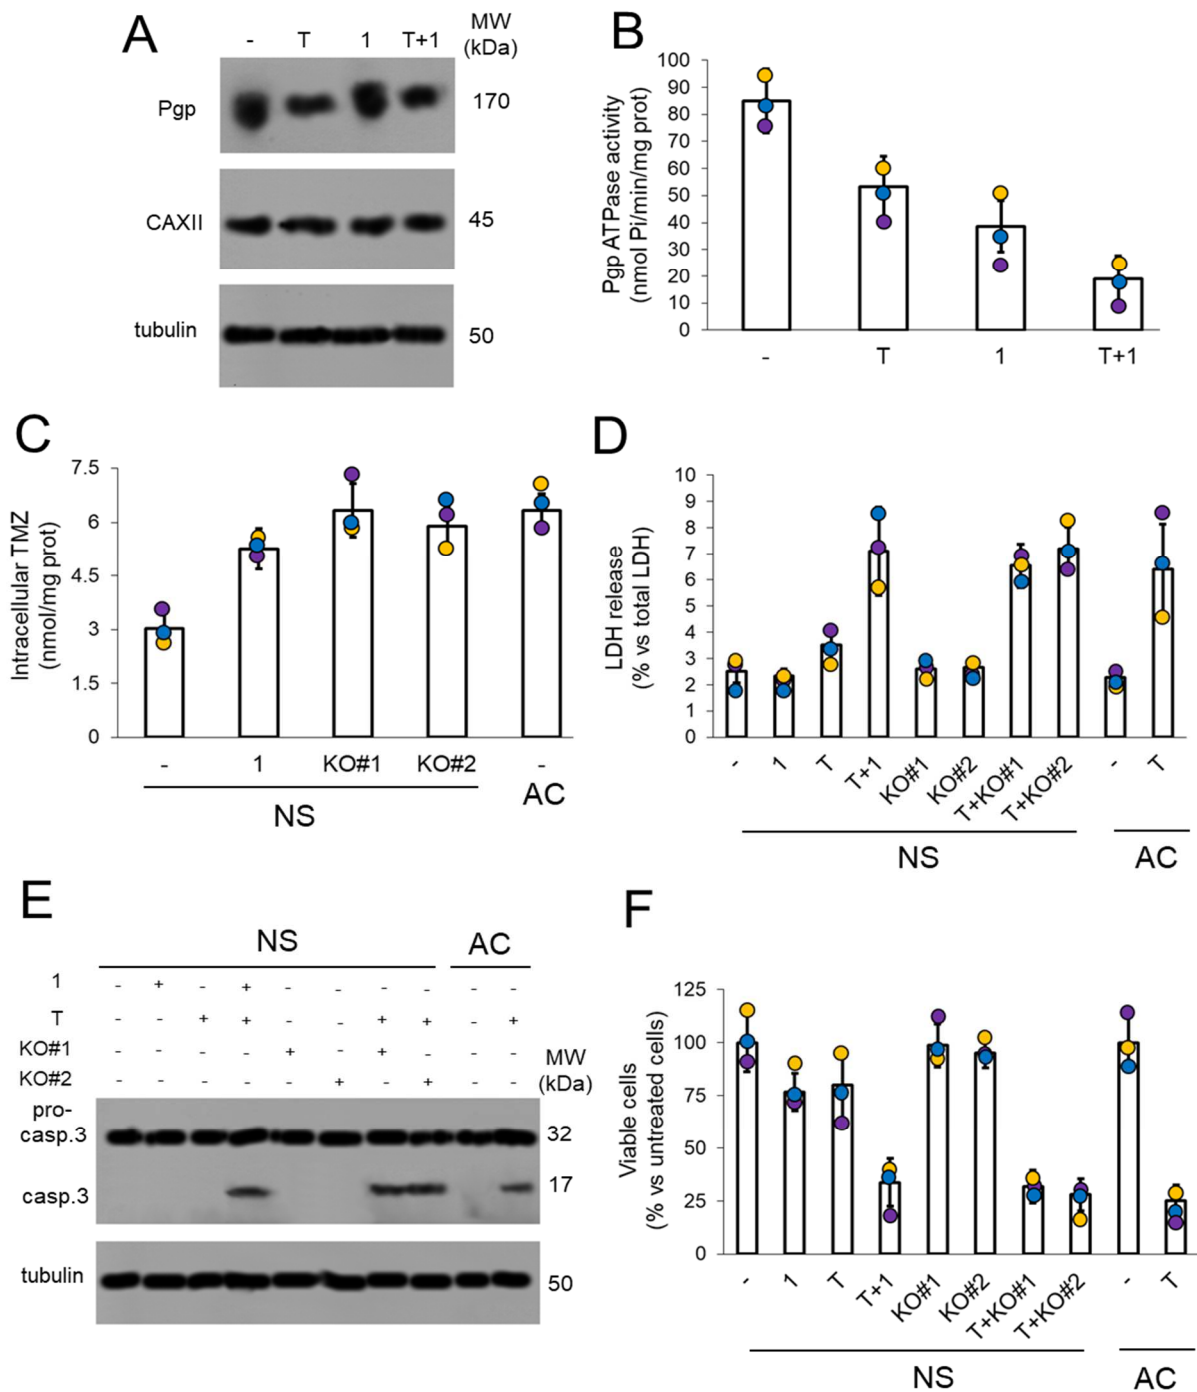 A
- T 1 T+1
MW
(kDa)
Pgp
170
CAXII
45
tubulin
50
B
Pgp ATPase activity
(nmol Pi/min/mg prot)
100
90
80
70
60
50
40
30
20
10
0
- T 1 T+1
C
Intracellular TMZ
(nmol/mg prot)
7.5
6
4.5
3
1.5
0
- 1 KO#1 KO#2 -
NS AC
D
LDH release
(% vs total LDH)
10
9
8
7
6
5
4
3
2
1
0
- 1 T T+1 KO#1 KO#2 T+KO#1 T+KO#2 - T
NS AC
E
NS AC
1 - + - + - - - - - -
T - - + + - - + + - +
KO#1 - - - - + - + - - -
KO#2 - - - - - + - + - -
MW
(kDa)
pro-
casp.3
32
casp.3
17
tubulin
50
F
Viable cells
(% vs untreated cells)
125
100
75
50
25
0
- 1 T T+1 KO#1 KO#2 T+KO#1 T+KO#2 - T
NS AC